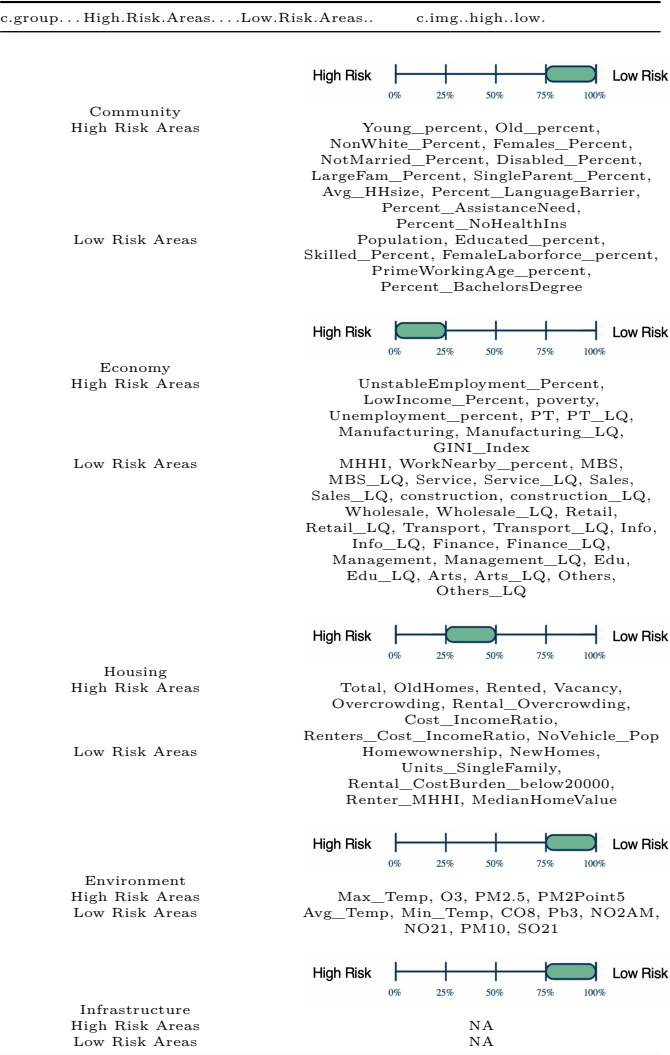 c.group...High.Risk.Areas....Low.Risk.Areas.. c.img..high..low.
High Risk Low Risk
0% 25% 50% 75% 100%
Community
High Risk Areas Young_percent, Old_percent,
NonWhite_Percent, Females_Percent,
NotMarried_Percent, Disabled_Percent,
LargeFam_Percent, SingleParent_Percent,
Avg_HHsize, Percent_LanguageBarrier,
Percent_AssistanceNeed,
Percent_NoHealthIns
Low Risk Areas Population, Educated_percent,
Skilled_Percent, FemaleLaborforce_percent,
PrimeWorkingAge_percent,
Percent_BachelorsDegree
High Risk Low Risk
0% 25% 50% 75% 100%
Economy
High Risk Areas UnstableEmployment_Percent,
LowIncome_Percent, poverty,
Unemployment_percent, PT, PT_LQ,
Manufacturing, Manufacturing_LQ,
GINI_Index
Low Risk Areas MHHI, WorkNearby_percent, MBS,
MBS_LQ, Service, Service_LQ, Sales,
Sales_LQ, construction, construction_LQ,
Wholesale, Wholesale_LQ, Retail,
Retail_LQ, Transport, Transport_LQ, Info,
Info_LQ, Finance, Finance_LQ,
Management, Management_LQ, Edu,
Edu_LQ, Arts, Arts_LQ, Others,
Others_LQ
High Risk Low Risk
0% 25% 50% 75% 100%
Housing
High Risk Areas Total, OldHomes, Rented, Vacancy,
Overcrowding, Rental_Overcrowding,
Cost_IncomeRatio,
Renters_Cost_IncomeRatio, NoVehicle_Pop
Low Risk Areas Homewownership, NewHomes,
Units_SingleFamily,
Rental_CostBurden_below20000,
Renter_MHHI, MedianHomeValue
High Risk Low Risk
0% 25% 50% 75% 100%
Environment
High Risk Areas Max_Temp, O3, PM2.5, PM2Point5
Low Risk Areas Avg_Temp, Min_Temp, CO8, Pb3, NO2AM,
NO21, PM10, SO21
High Risk Low Risk
0% 25% 50% 75% 100%
Infrastructure
High Risk Areas NA
Low Risk Areas NA